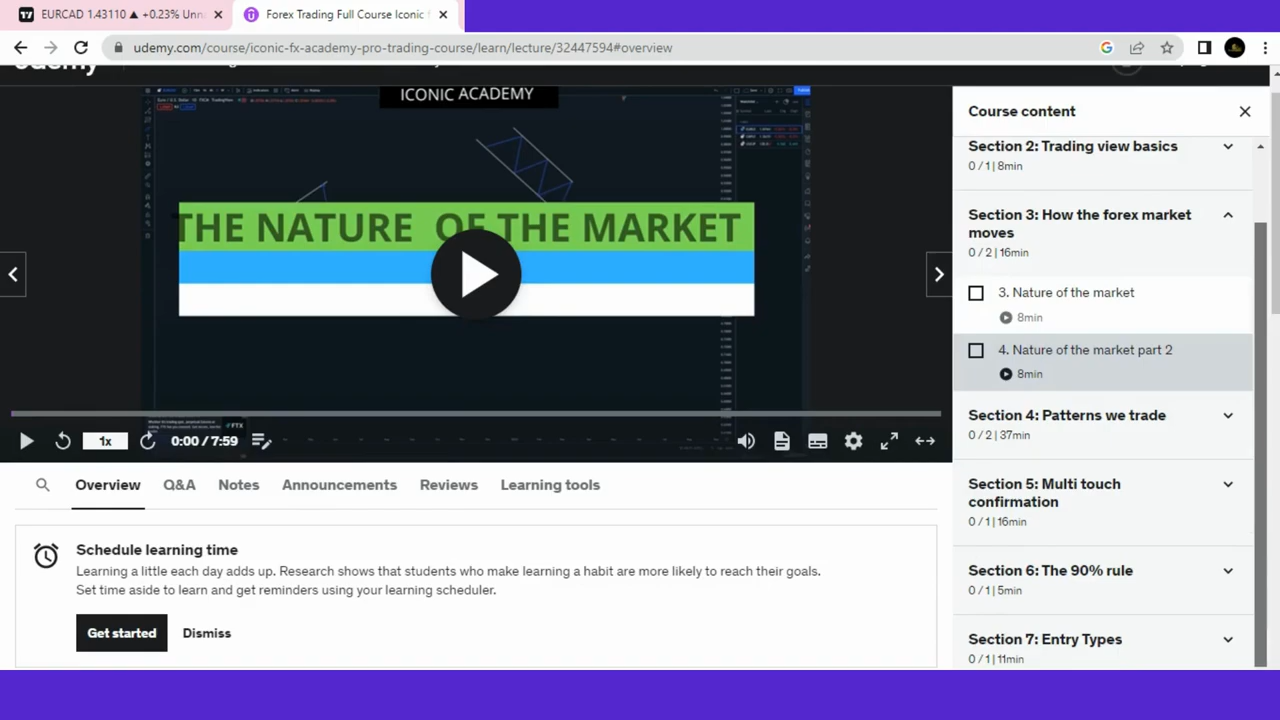 EURCAD 1.43110 ▲ +0.23% Unn
Forex Trading Full Course Iconic
udemy.com/course/iconic-fx-academy-pro-trading-course/learn/lecture/32447594#overview
ICONIC ACADEMY
THE NATURE OF THE MARKET
FTX
1x
0:00 / 7:59
Overview
Q&A
Notes
Announcements
Reviews
Learning tools
Schedule learning time
Learning a little each day adds up. Research shows that students who make learning a habit are more likely to reach their goals.
Set time aside to learn and get reminders using your learning scheduler.
Get started
Dismiss
Course content
Section 2: Trading view basics
0 / 1 | 8min
Section 3: How the forex market
moves
0 / 2 | 16min
3. Nature of the market
8min
4. Nature of the market part 2
8min
Section 4: Patterns we trade
0 / 2 | 37min
Section 5: Multi touch
confirmation
0 / 1 | 16min
Section 6: The 90% rule
0 / 1 | 5min
Section 7: Entry Types
0 / 1 | 11min